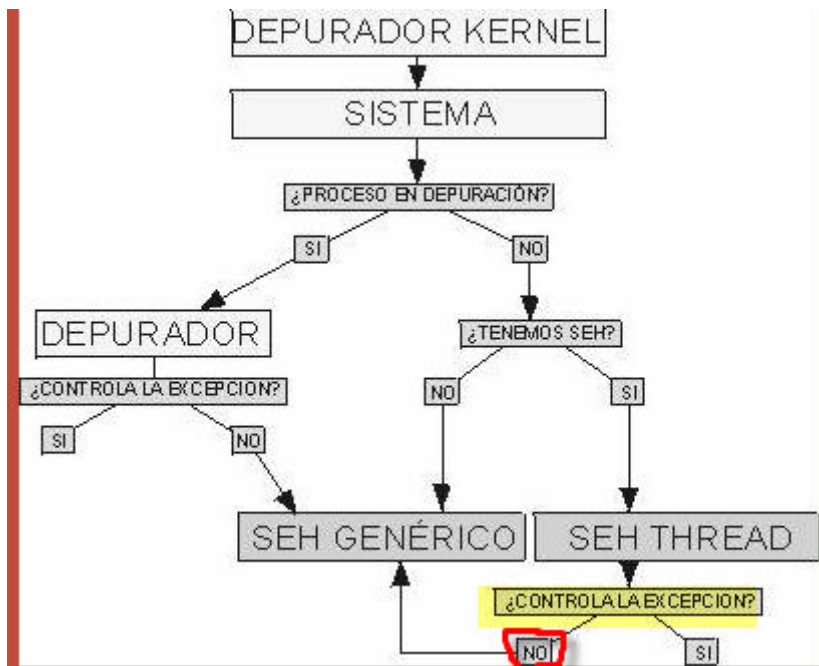 DEPURADOR KERNEL
SISTEMA
¿PROCESO EN DEPURACIÓN?
SI
NO
DEPURADOR
¿TENEMOS SEH?
¿CONTROLA LA EXCEPCION?
NO
SI
SI
NO
SEH GENÉRICO
SEH THREAD
¿CONTROLA LA EXCEPCION?
NO
SI